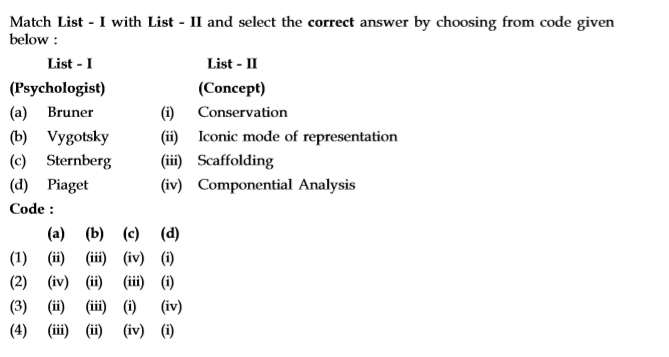 Match List - I with List - II and select the correct answer by choosing from code given
below :
List - I List - II
(Psychologist) (Concept)
(a) Bruner (i) Conservation
(b) Vygotsky (ii) Iconic mode of representation
(c) Sternberg (iii) Scaffolding
(d) Piaget (iv) Componential Analysis
Code :
(a) (b) (c) (d)
(1) (ii) (iii) (iv) (i)
(2) (iv) (ii) (iii) (i)
(3) (ii) (iii) (i) (iv)
(4) (iii) (ii) (iv) (i)